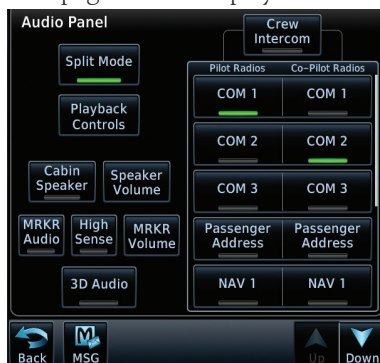 Audio Panel
Crew
Intercom
Split Mode
Pilot Radios Co-Pilot Radios
COM 1 COM 1
Playback
Controls
COM 2 COM 2
Cabin
Speaker
Speaker
Volume
COM 3 COM 3
MRKR
Audio
High
Sense
MRKR
Volume
Passenger
Address
Passenger
Address
3D Audio
NAV 1 NAV 1
Back MSG Up Down